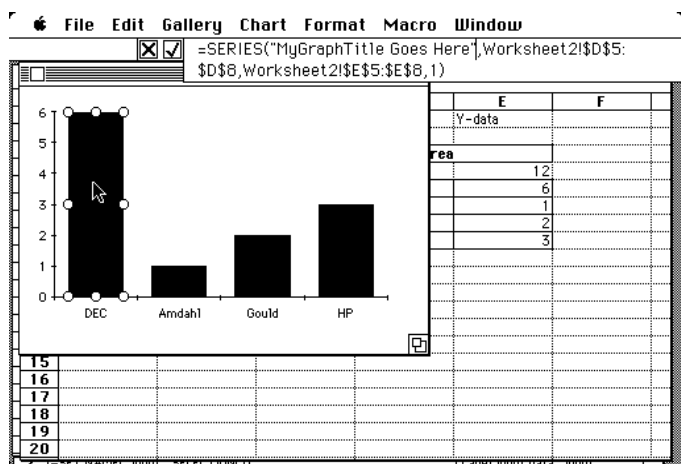 File Edit Gallery Chart Format Macro Window
=SERIES("MyGraphTitle Goes Here",Worksheet2!$D$5:
$D$8,Worksheet2!$E$5:$E$8,1)
E F
Y-data
rea
12
6
1
2
3
6
5
4
3
2
1
0
DEC Amdahl Gould HP
15
16
17
18
19
20